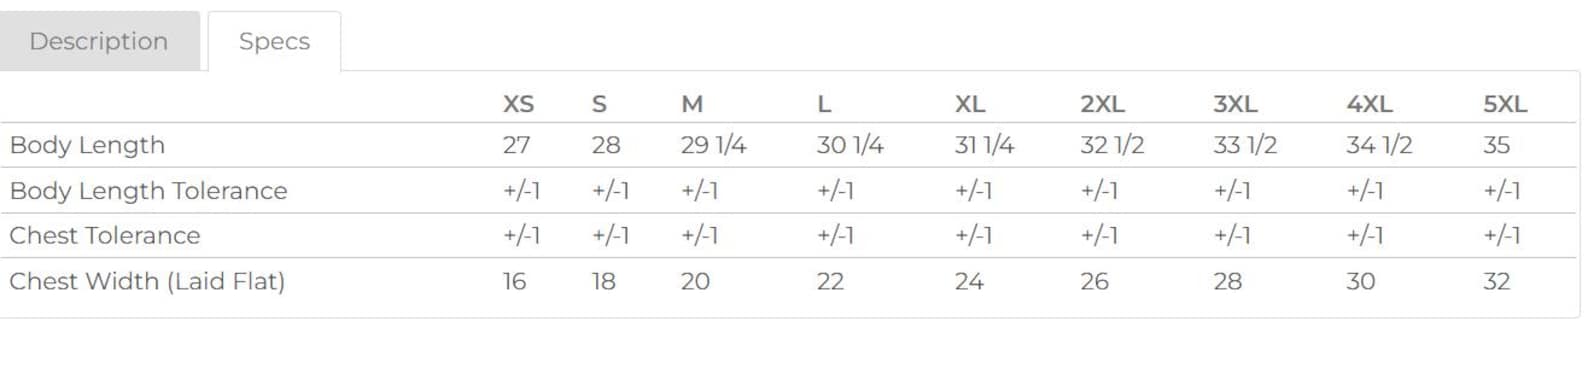 Description Specs
XS S M L XL 2XL 3XL 4XL 5XL
Body Length 27 28 29 1/4 30 1/4 31 1/4 32 1/2 33 1/2 34 1/2 35
Body Length Tolerance +/-1 +/-1 +/-1 +/-1 +/-1 +/-1 +/-1 +/-1 +/-1
Chest Tolerance +/-1 +/-1 +/-1 +/-1 +/-1 +/-1 +/-1 +/-1 +/-1
Chest Width (Laid Flat) 16 18 20 22 24 26 28 30 32